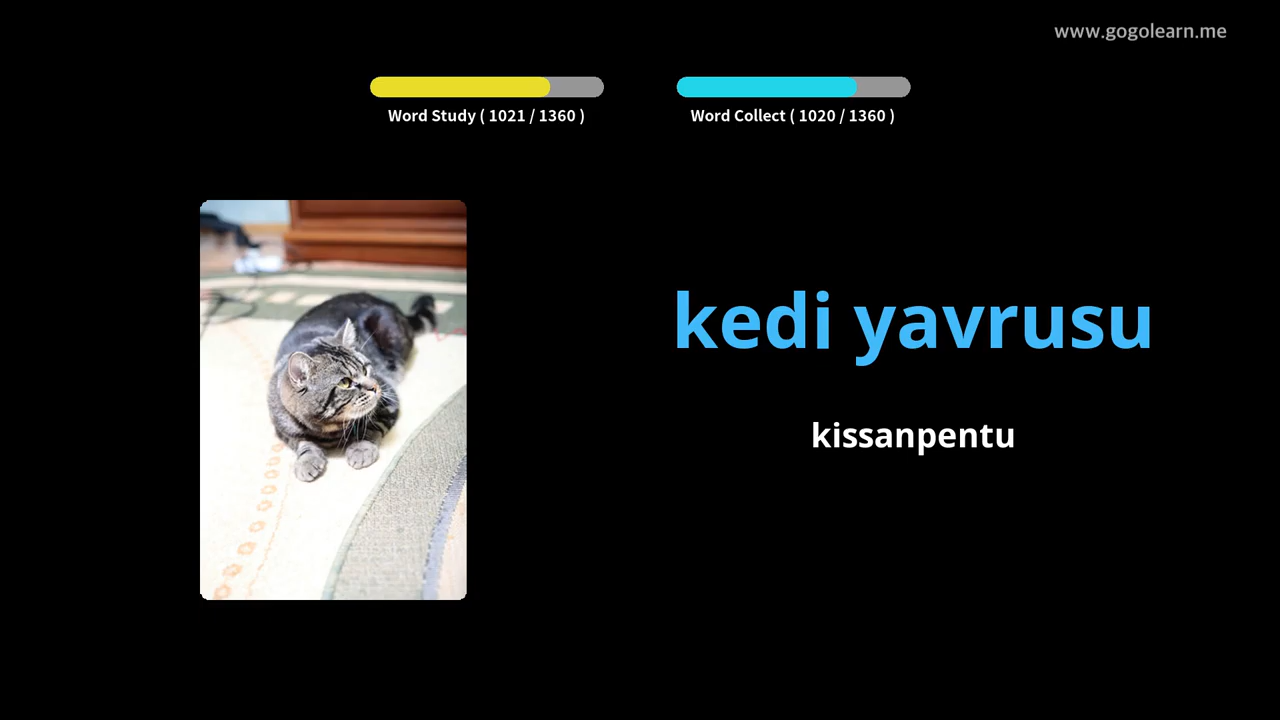 www.gogolearn.me
Word Study ( 1021 / 1360 )
Word Collect ( 1020 / 1360 )
kedi yavrusu
kissanpentu